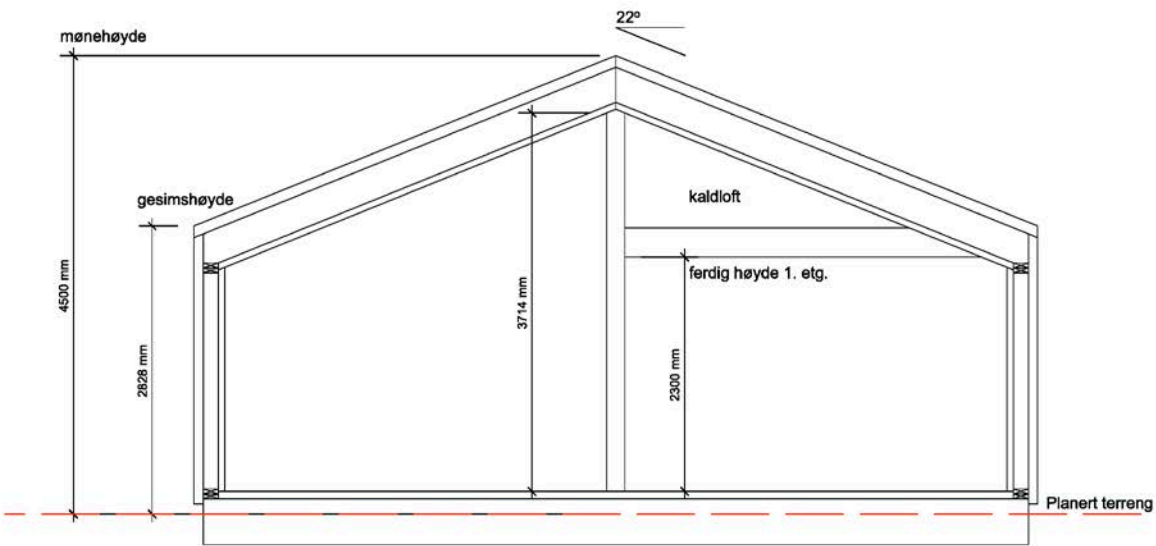 22º
mønehøyde
gesimshøyde
kaldloft
ferdig høyde 1. etg.
4500 mm
2828 mm
3714 mm
2300 mm
Planert terreng